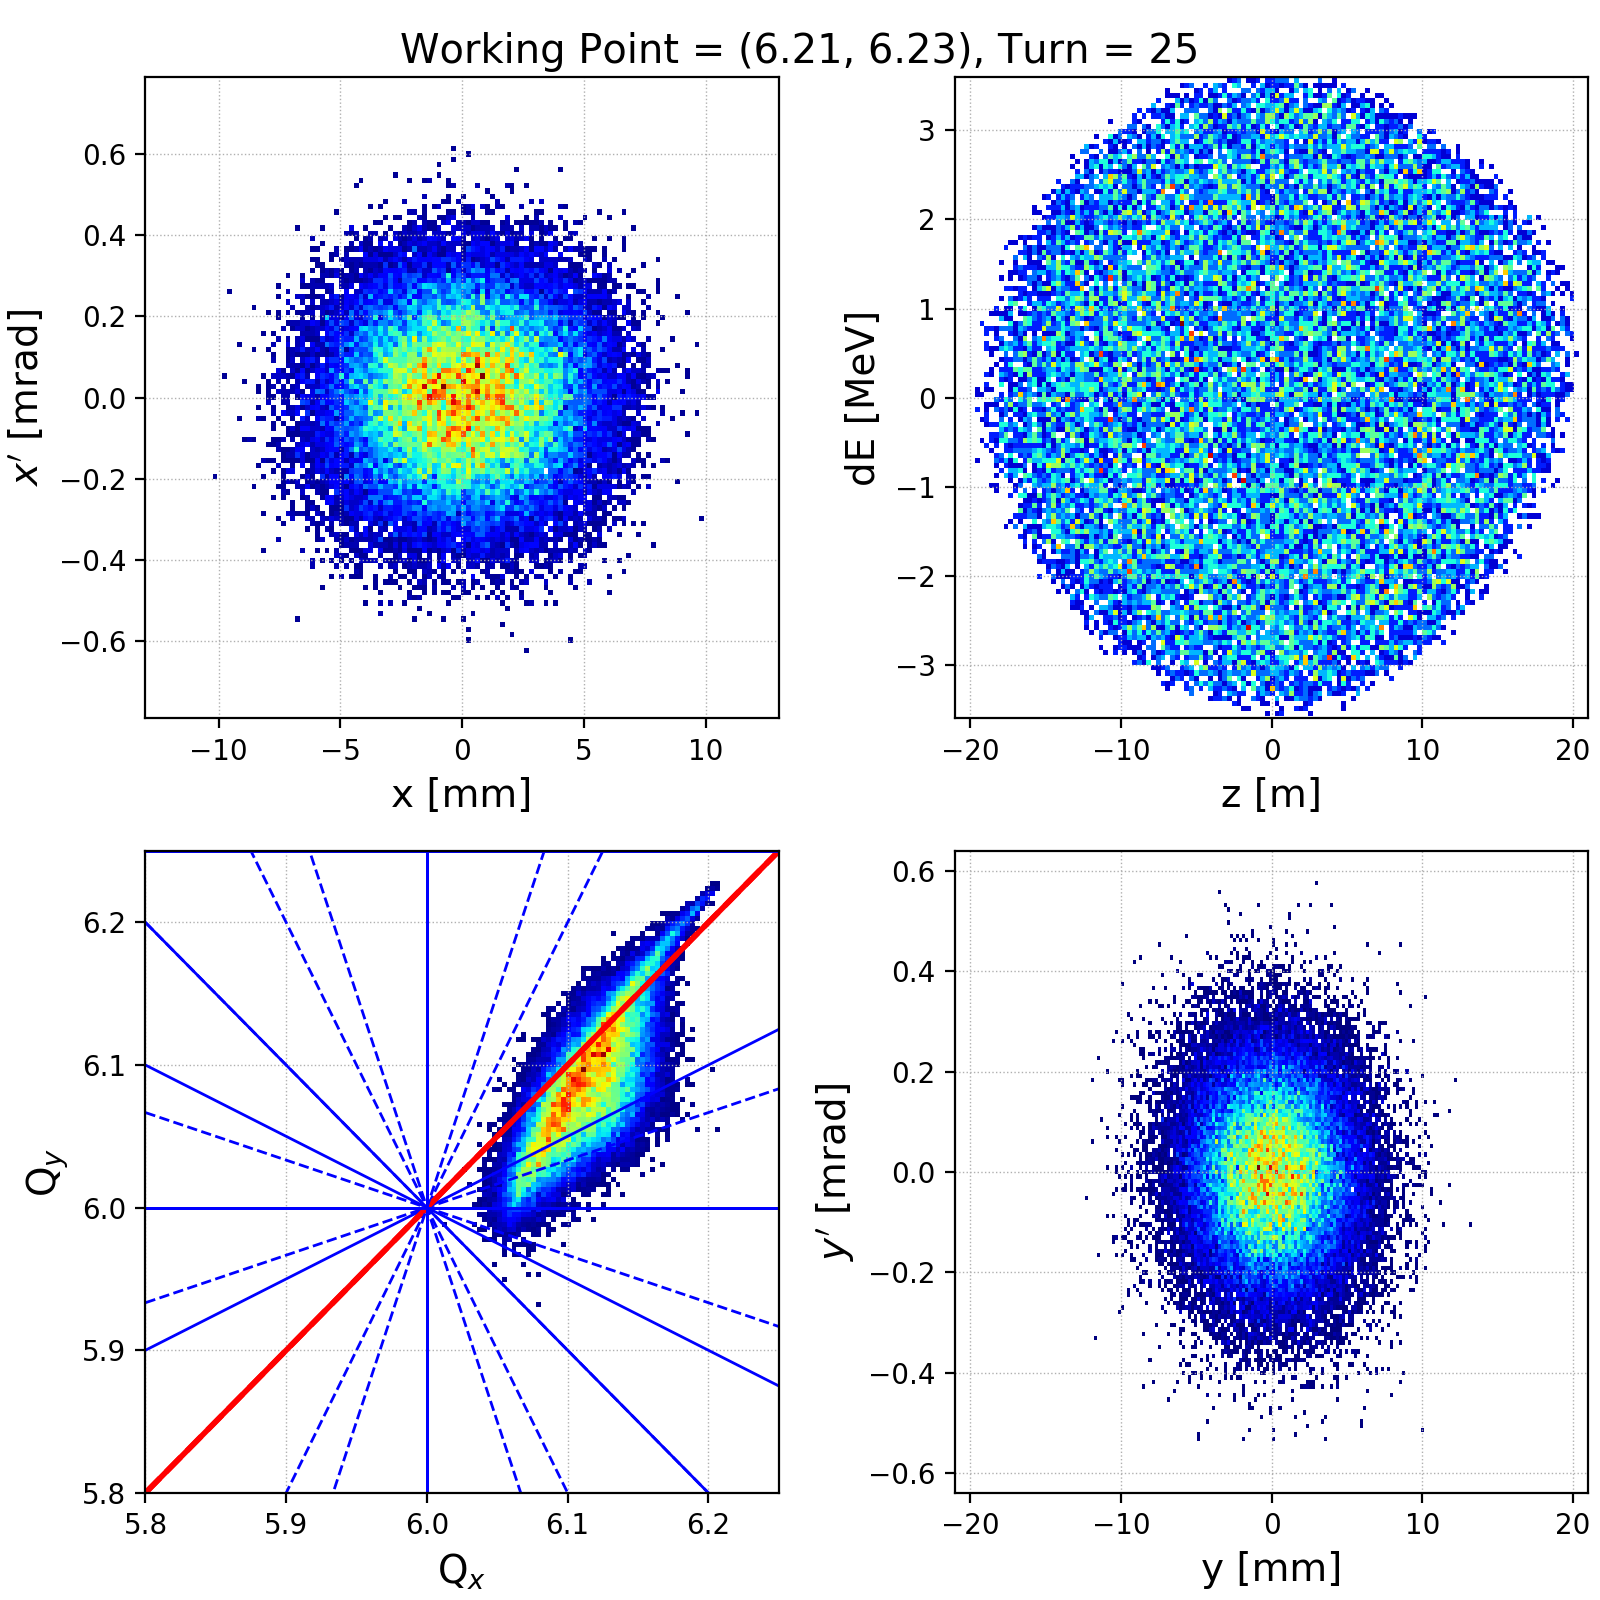 Working Point = (6.21, 6.23), Turn = 25
0.6
0.4
0.2
0.0
−0.2
−0.4
−0.6
x′ [mrad]
−10 −5 0 5 10
x [mm]
3
2
1
0
−1
−2
−3
dE [MeV]
−20 −10 0 10 20
z [m]
6.2
6.1
6.0
5.9
5.8
Qy
5.8 5.9 6.0 6.1 6.2
Qx
0.6
0.4
0.2
0.0
−0.2
−0.4
−0.6
y′ [mrad]
−20 −10 0 10 20
y [mm]